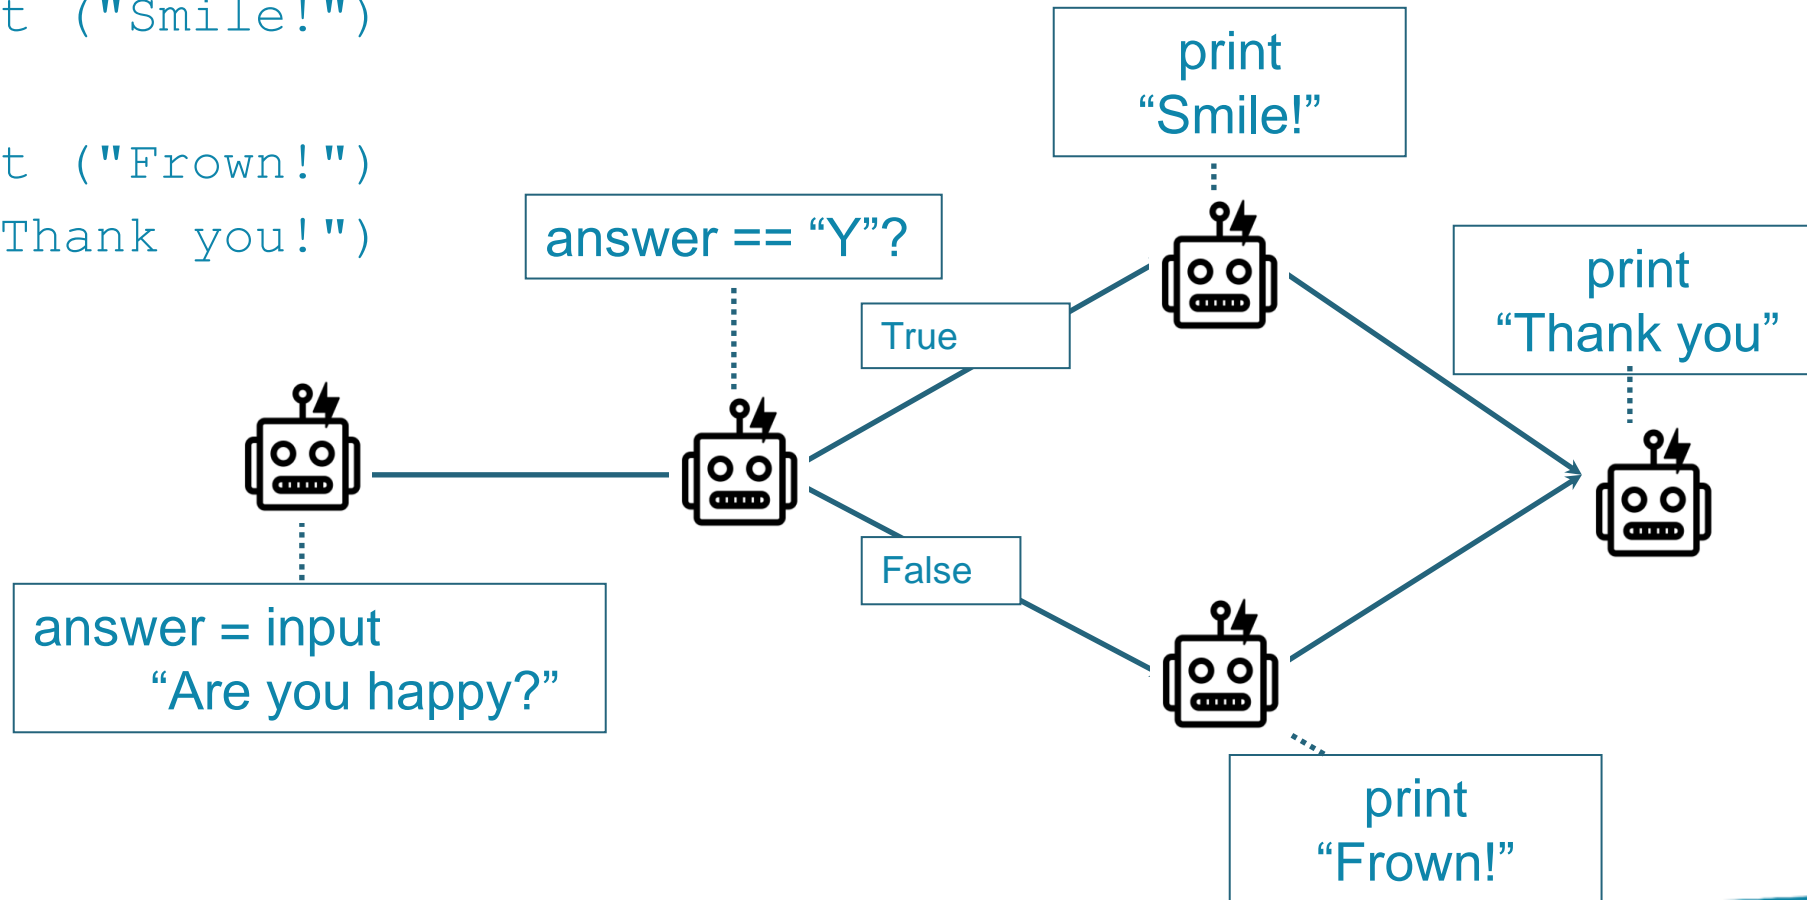 t ("Smile!")
t ("Frown!")
Thank you!")
print
“Smile!”
answer == “Y”?
print
“Thank you”
True
False
answer = input
“Are you happy?”
print
“Frown!”